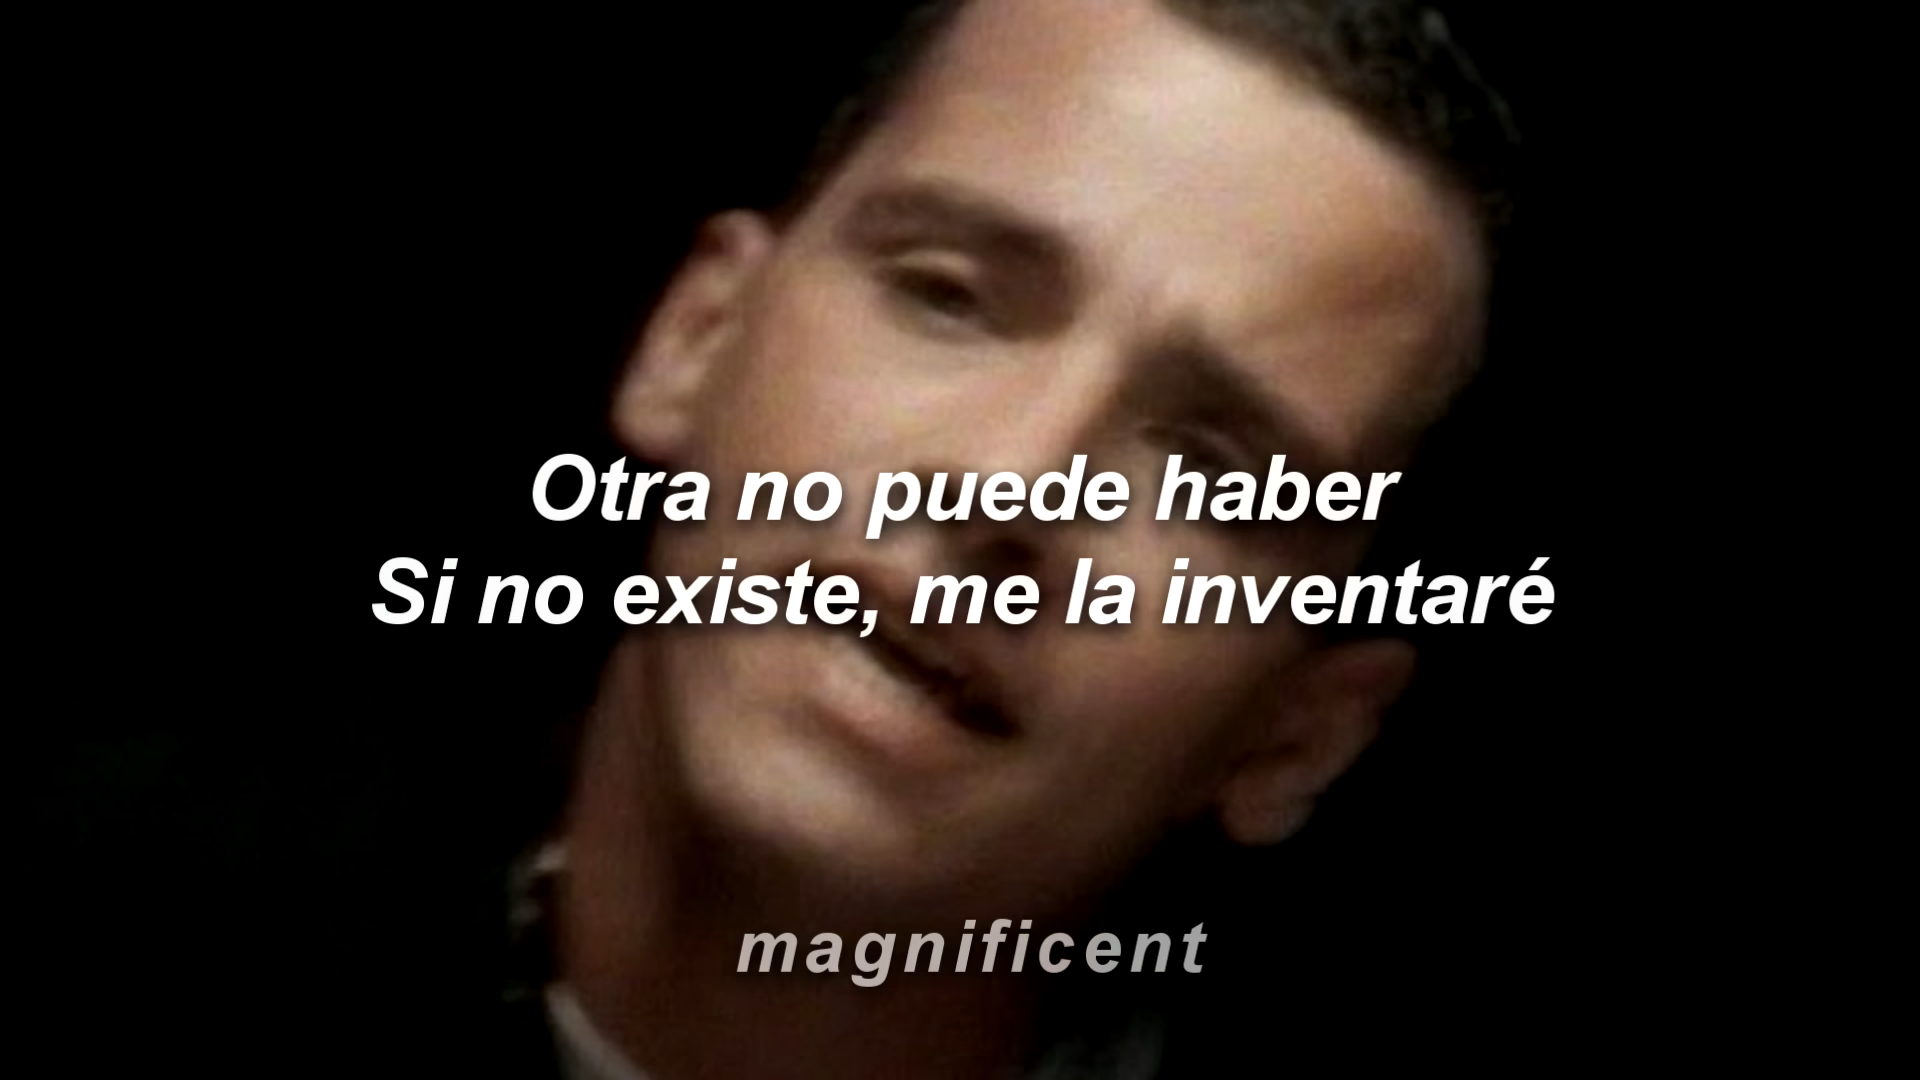 Otra no puede haber
Si no existe, me la inventaré
magnificent